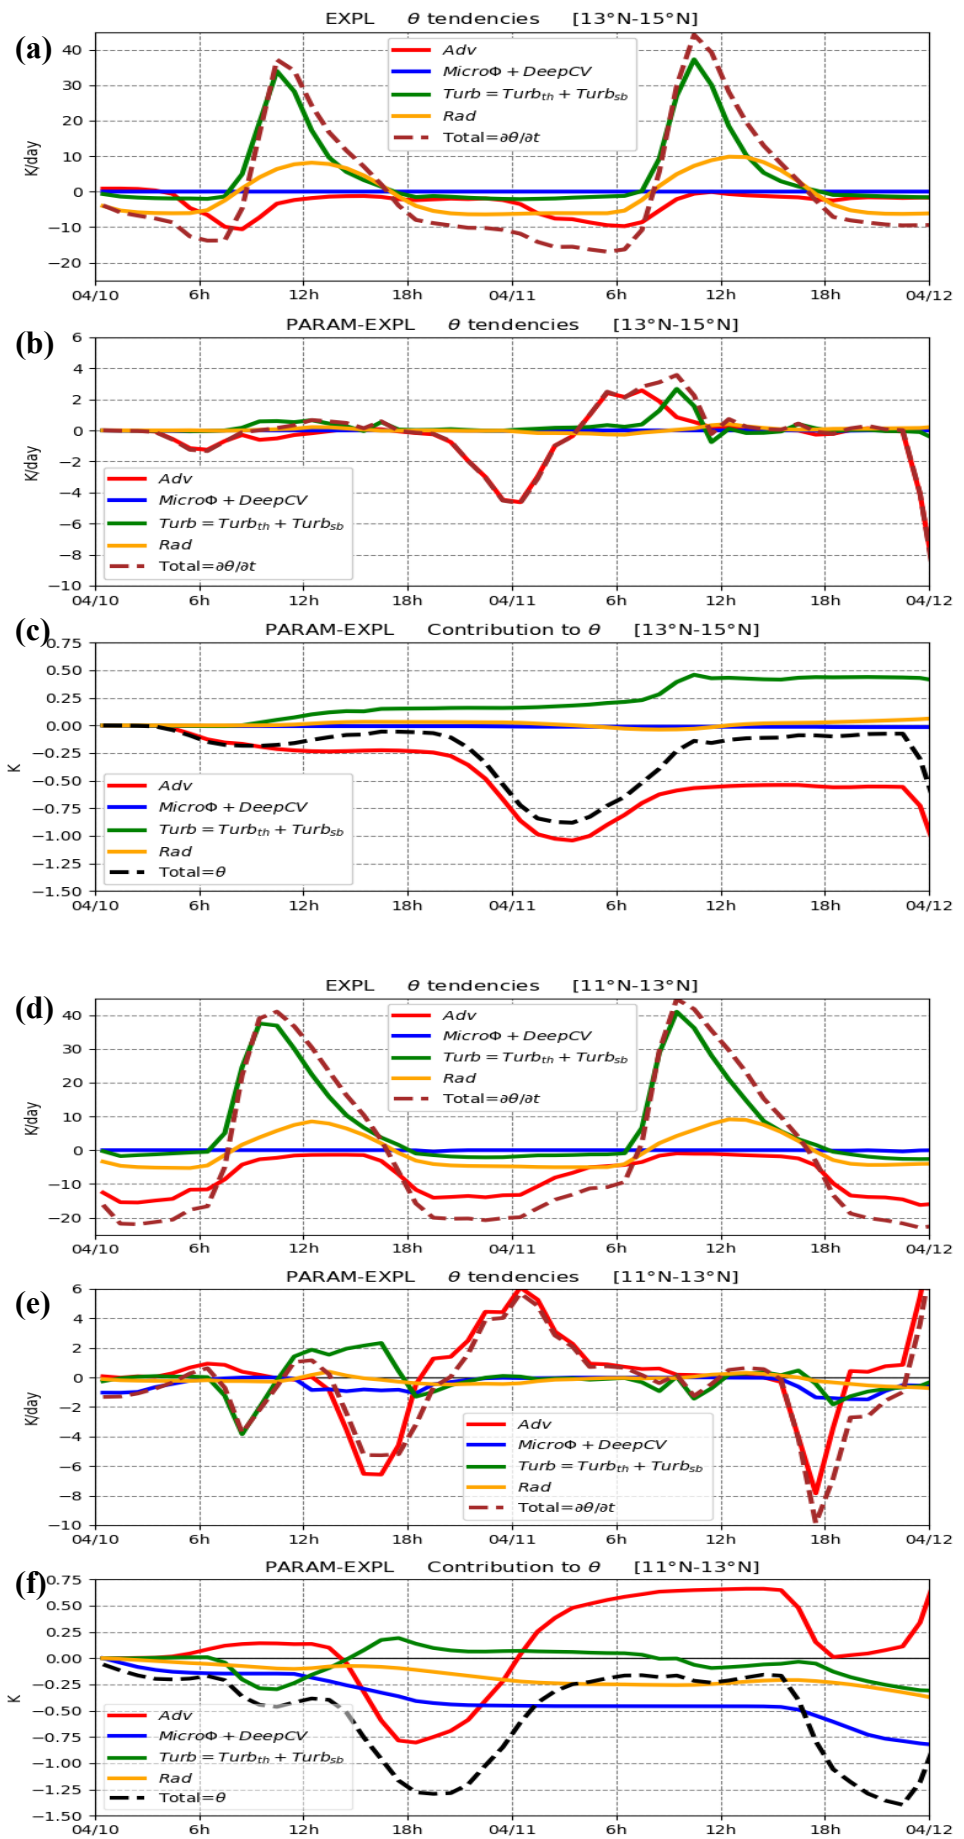 (a)
EXPL θ tendencies [13°N-15°N]
40
30
20
10
0
−10
−20
K/day
Adv
MicroΦ + DeepCV
Turb = Turb_th + Turb_sb
Rad
Total=∂θ/∂t
04/10 6h 12h 18h 04/11 6h 12h 18h 04/12
(b)
PARAM-EXPL θ tendencies [13°N-15°N]
6
4
2
0
−2
−4
−6
−8
−10
K/day
Adv
MicroΦ + DeepCV
Turb = Turb_th + Turb_sb
Rad
Total=∂θ/∂t
04/10 6h 12h 18h 04/11 6h 12h 18h 04/12
(c)
PARAM-EXPL Contribution to θ [13°N-15°N]
0.75
0.50
0.25
0.00
−0.25
−0.50
−0.75
−1.00
−1.25
−1.50
K
Adv
MicroΦ + DeepCV
Turb = Turb_th + Turb_sb
Rad
Total=θ
04/10 6h 12h 18h 04/11 6h 12h 18h 04/12
(d)
EXPL θ tendencies [11°N-13°N]
40
30
20
10
0
−10
−20
K/day
Adv
MicroΦ + DeepCV
Turb = Turb_th + Turb_sb
Rad
Total=∂θ/∂t
04/10 6h 12h 18h 04/11 6h 12h 18h 04/12
(e)
PARAM-EXPL θ tendencies [11°N-13°N]
6
4
2
0
−2
−4
−6
−8
−10
K/day
Adv
MicroΦ + DeepCV
Turb = Turb_th + Turb_sb
Rad
Total=∂θ/∂t
04/10 6h 12h 18h 04/11 6h 12h 18h 04/12
(f)
PARAM-EXPL Contribution to θ [11°N-13°N]
0.75
0.50
0.25
0.00
−0.25
−0.50
−0.75
−1.00
−1.25
−1.50
K
Adv
MicroΦ + DeepCV
Turb = Turb_th + Turb_sb
Rad
Total=θ
04/10 6h 12h 18h 04/11 6h 12h 18h 04/12